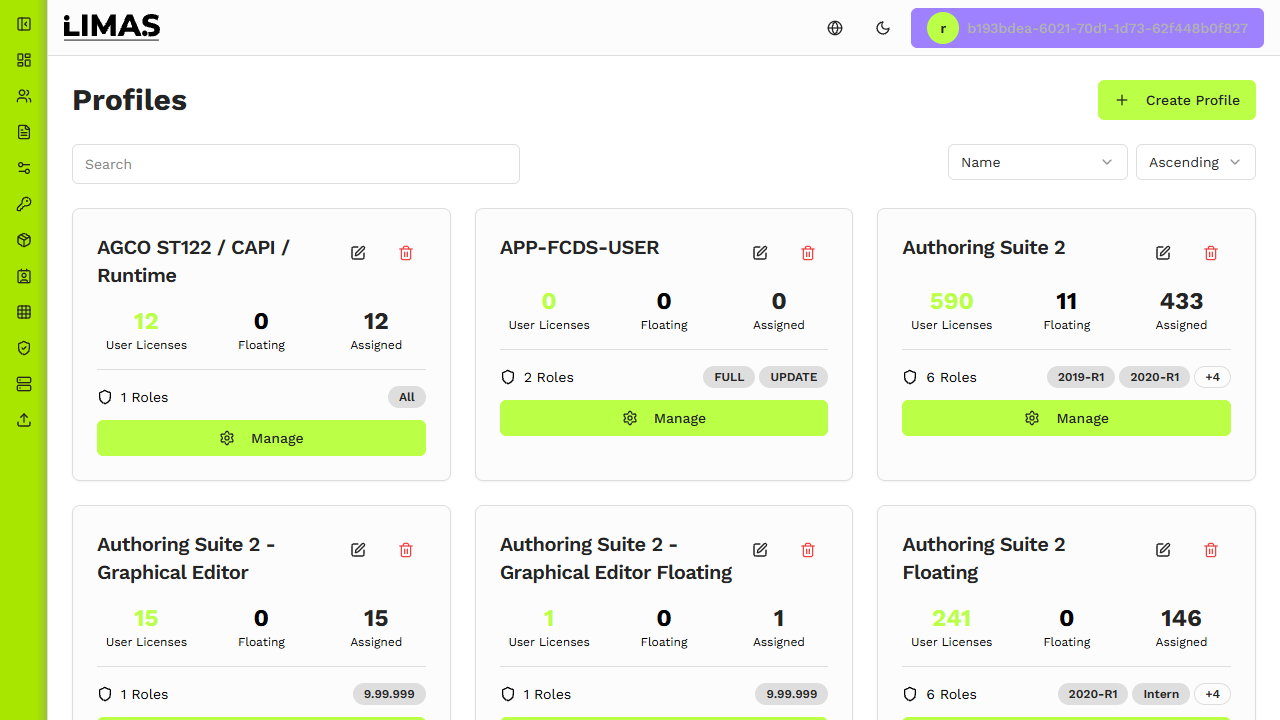 LIMAS
r b193bdea-6021-70d1-1d73-62f448b0f827
Profiles
Create Profile
Search
Name
Ascending
AGCO ST122 / CAPI /
Runtime
12 0 12
User Licenses Floating Assigned
1 Roles All
Manage
APP-FCDS-USER
0 0 0
User Licenses Floating Assigned
2 Roles FULL UPDATE
Manage
Authoring Suite 2
590 11 433
User Licenses Floating Assigned
6 Roles 2019-R1 2020-R1 +4
Manage
Authoring Suite 2 -
Graphical Editor
15 0 15
User Licenses Floating Assigned
1 Roles 9.99.999
Authoring Suite 2 -
Graphical Editor Floating
1 0 1
User Licenses Floating Assigned
1 Roles 9.99.999
Authoring Suite 2
Floating
241 0 146
User Licenses Floating Assigned
6 Roles 2020-R1 Intern +4